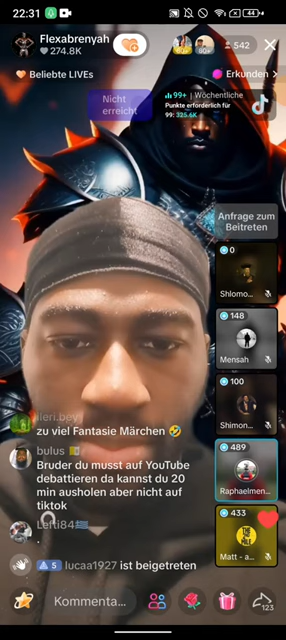 22:31
44
Flexabrenyah
274.8K
542
Beliebte LIVEs
Erkunden >
Nicht
erreicht
99+ | Wöchentliche
Punkte erforderlich für
99: 325.6K
Anfrage zum
Beitreten
0
Shlomo...
148
Mensah
100
Shimon...
489
Raphaelmen...
433
Matt - a...
zu viel Fantasie Märchen 🤣
bulus
Bruder du musst auf YouTube
debattieren da kannst du 20
min ausholen aber nicht auf
tiktok
Lefti84🇬🇷
.
5 lucaa1927 ist beigetreten
Kommenta...
123